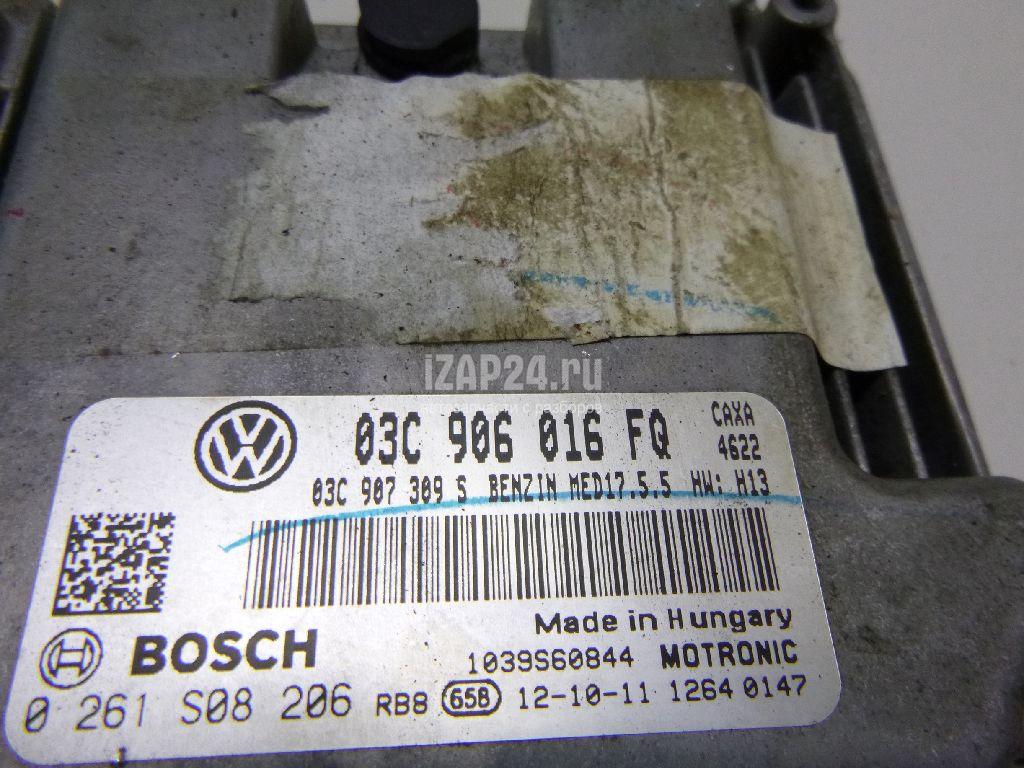 iZAP24.ru
03C 906 016 FQ CAXA
4622
03C 907 309 S BENZIN MED17.5.5 HW: H13
Made in Hungary
BOSCH 1039S60844 MOTRONIC
0 261 S08 206 RB8 658 12-10-11 1264 0147